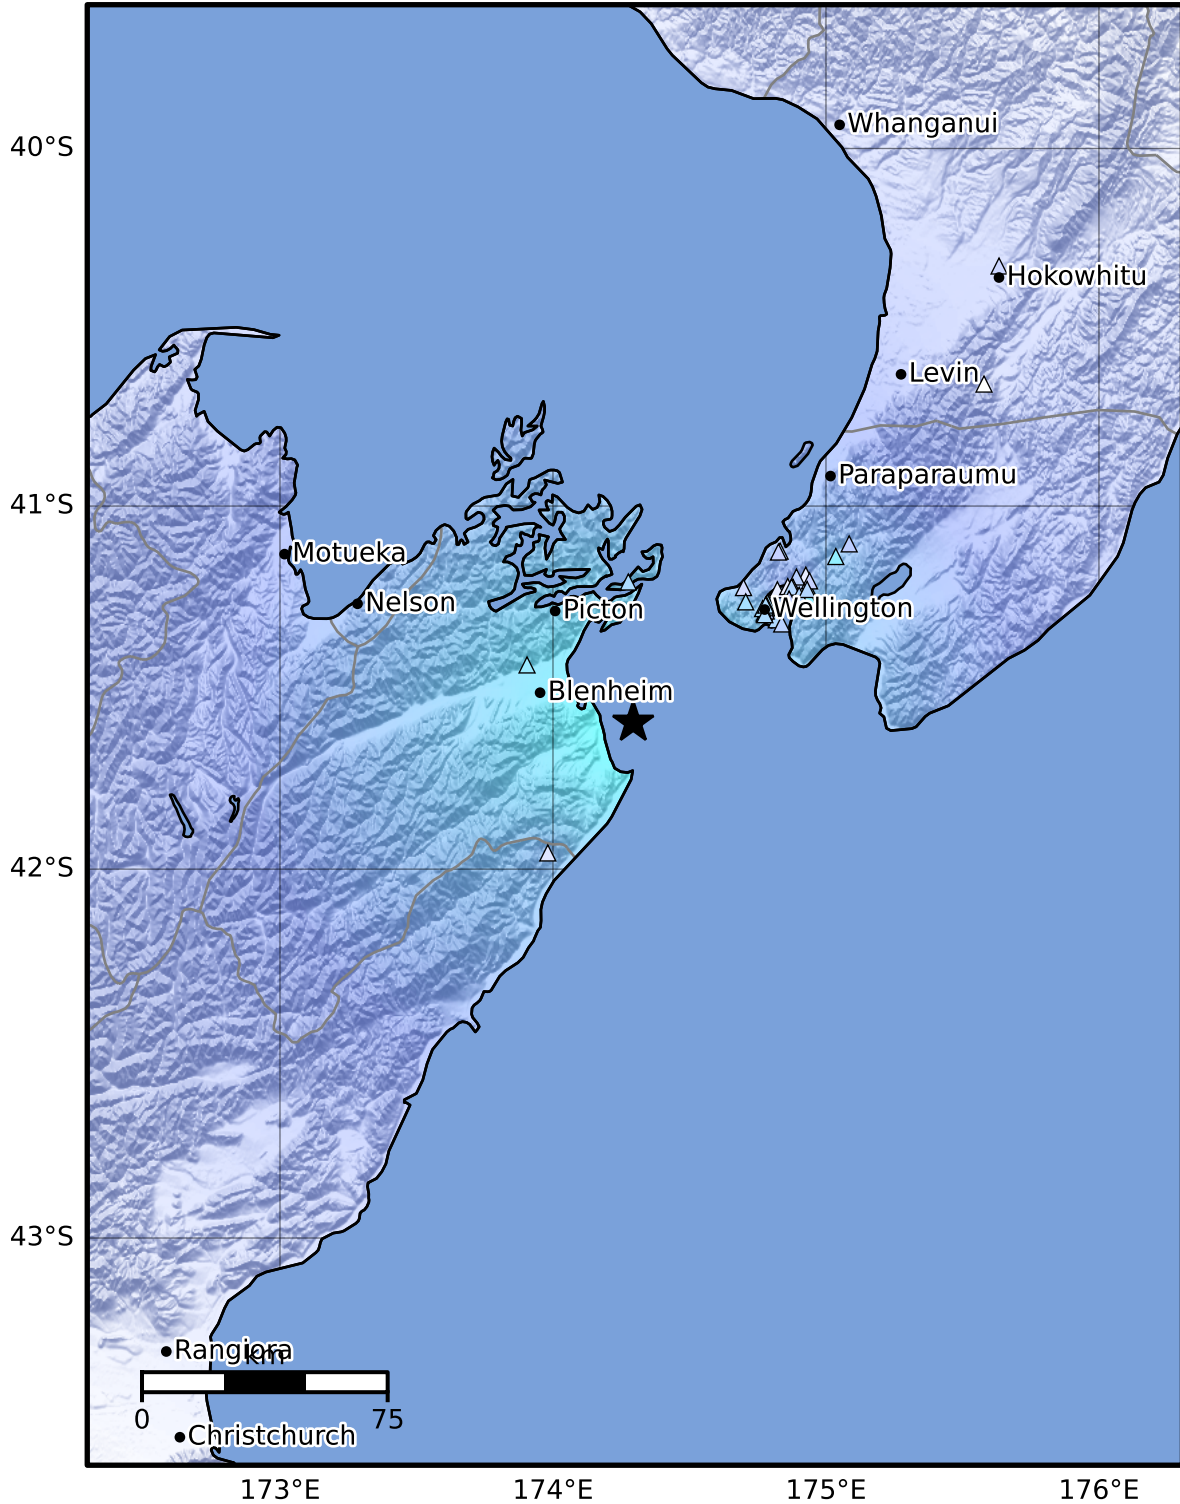 Whanganui
40°S
Hokowhitu
Levin
Paraparaumu
41°S
Motueka
Nelson
Picton
Wellington
Blenheim
42°S
43°S
Rangiora
km
0 75
Christchurch
173°E 174°E 175°E 176°E